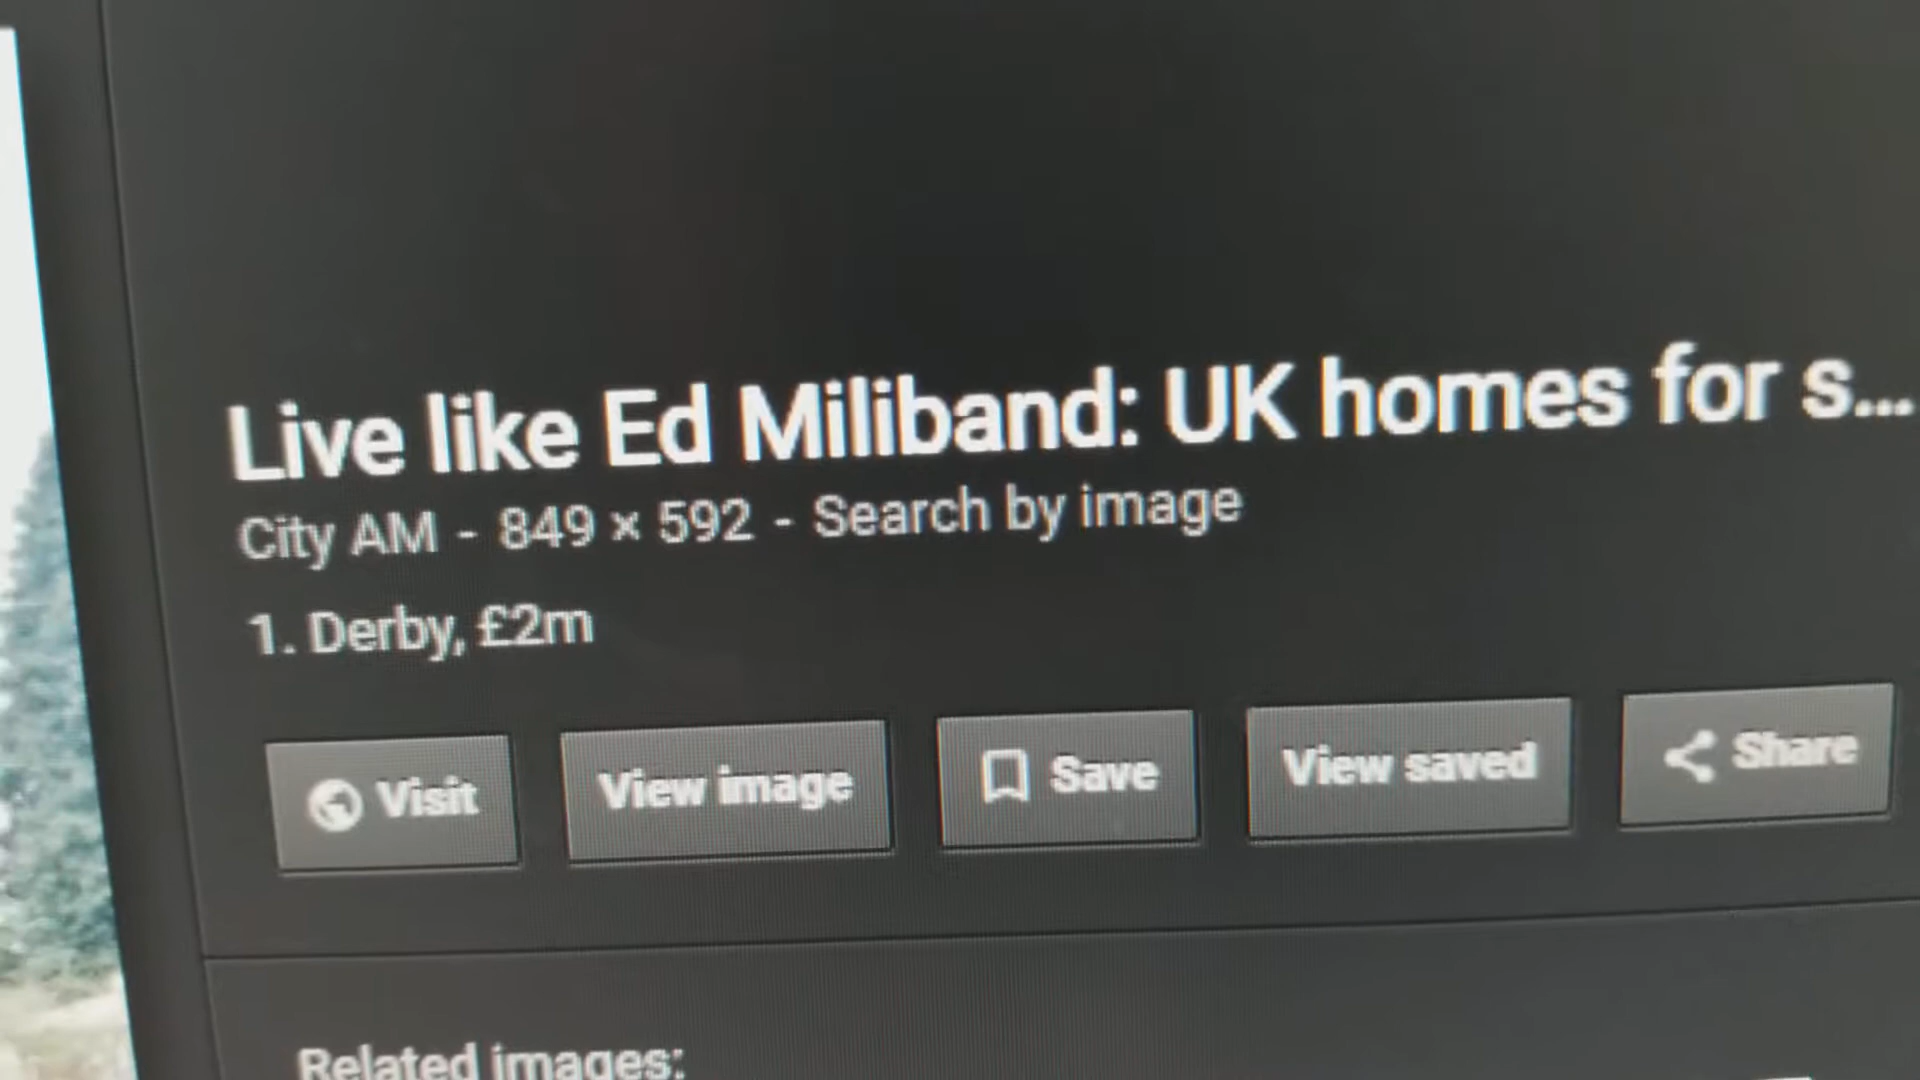 Live like Ed Miliband: UK homes for s...
City AM - 849 × 592 - Search by image
1. Derby, £2m
Visit
View image
Save
View saved
Share
Related images: